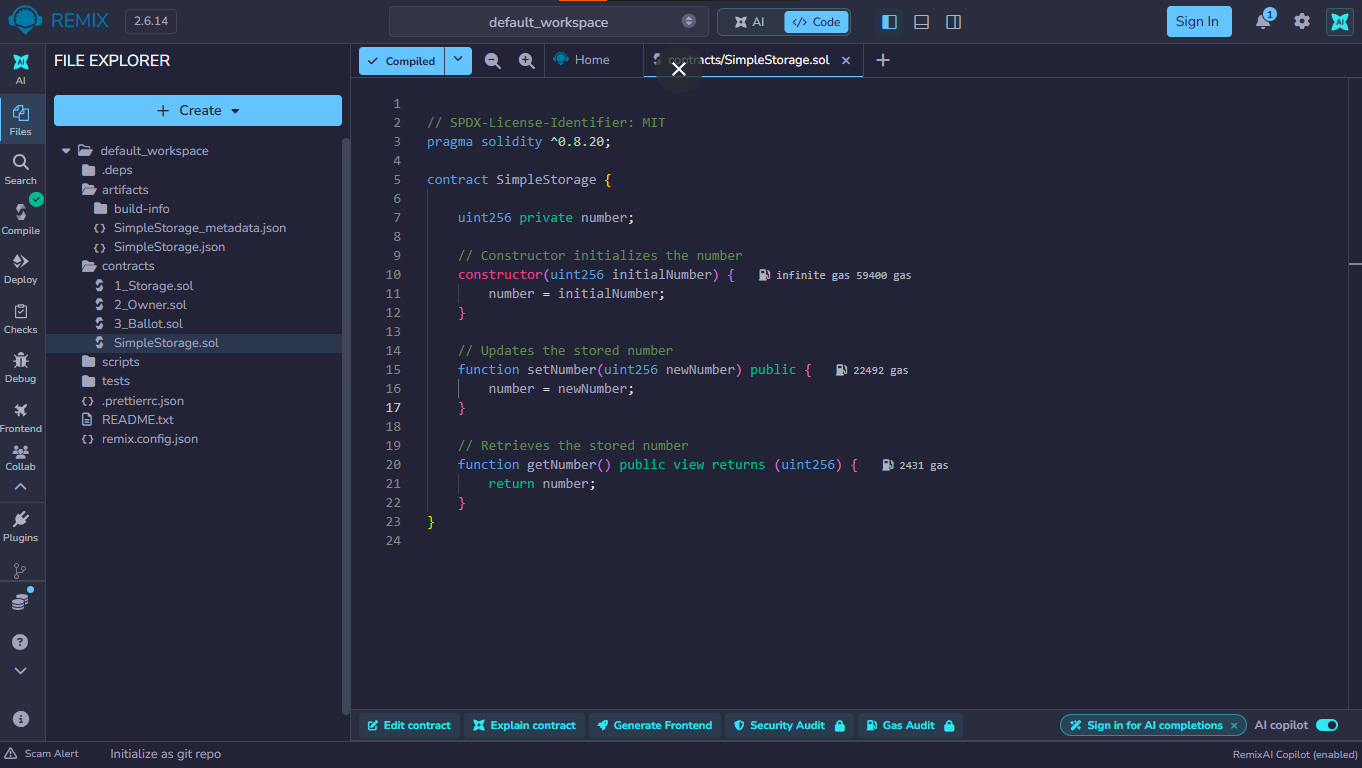 REMIX
2.6.14
default_workspace
AI
Code
Sign In
1
AI
AI
Files
Search
Compile
Deploy
Checks
Debug
Frontend
Collab
Plugins
FILE EXPLORER
Create
default_workspace
.deps
artifacts
build-info
SimpleStorage_metadata.json
SimpleStorage.json
contracts
1_Storage.sol
2_Owner.sol
3_Ballot.sol
SimpleStorage.sol
scripts
tests
.prettierrc.json
README.txt
remix.config.json
Compiled
Home
racts/SimpleStorage.sol
1
2 // SPDX-License-Identifier: MIT
3 pragma solidity ^0.8.20;
4
5 contract SimpleStorage {
6
7 uint256 private number;
8
9 // Constructor initializes the number
10 constructor(uint256 initialNumber) { infinite gas 59400 gas
11 number = initialNumber;
12 }
13
14 // Updates the stored number
15 function setNumber(uint256 newNumber) public { 22492 gas
16 number = newNumber;
17 }
18
19 // Retrieves the stored number
20 function getNumber() public view returns (uint256) { 2431 gas
21 return number;
22 }
23 }
24
Edit contract
Explain contract
Generate Frontend
Security Audit
Gas Audit
Sign in for AI completions ×
AI copilot
Scam Alert
Initialize as git repo
RemixAI Copilot (enabled)